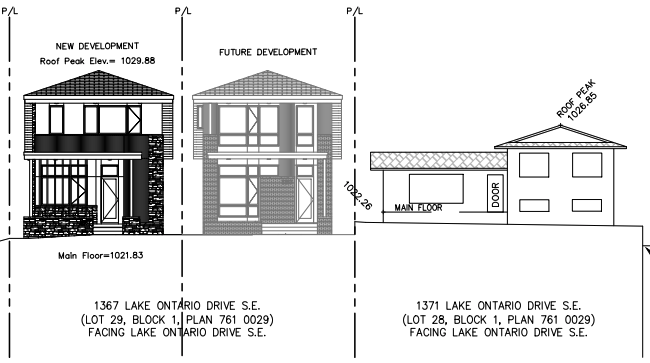 P/L
P/L
P/L
NEW DEVELOPMENT
Roof Peak Elev.= 1029.88
FUTURE DEVELOPMENT
ROOF PEAK
1026.85
1022.26
MAIN FLOOR
DOOR
Main Floor=1021.83
1367 LAKE ONTARIO DRIVE S.E.
(LOT 29, BLOCK 1, PLAN 761 0029)
FACING LAKE ONTARIO DRIVE S.E.
1371 LAKE ONTARIO DRIVE S.E.
(LOT 28, BLOCK 1, PLAN 761 0029)
FACING LAKE ONTARIO DRIVE S.E.